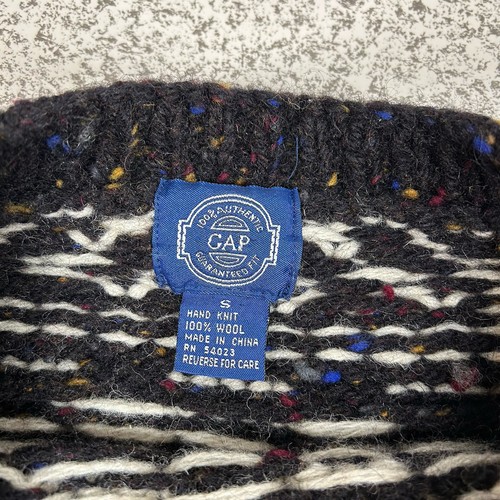 100% AUTHENTIC
GAP
GUARANTEED FIT
S
HAND KNIT
100% WOOL
MADE IN CHINA
RN 54023
REVERSE FOR CARE